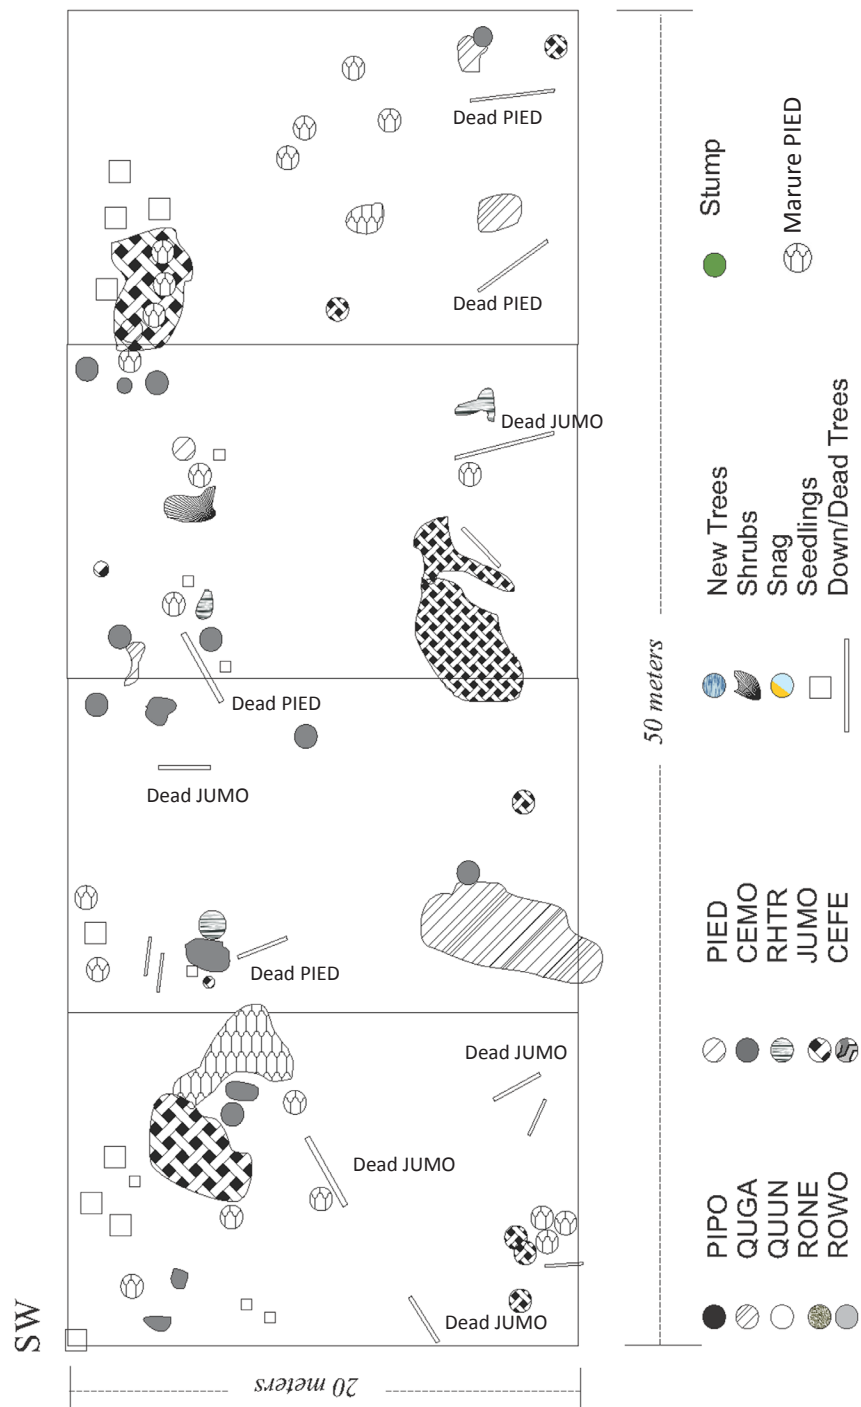 SW
Dead PIED
Dead PIED
Dead JUMO
Dead PIED
Dead JUMO
Dead PIED
Dead JUMO
Dead JUMO
Dead JUMO
20 meters
50 meters
PIPO
QUGA
QUUN
RONE
ROWO
PIED
CEMO
RHTR
JUMO
CEFE
New Trees
Shrubs
Snag
Seedlings
Down/Dead Trees
Stump
Marure PIED